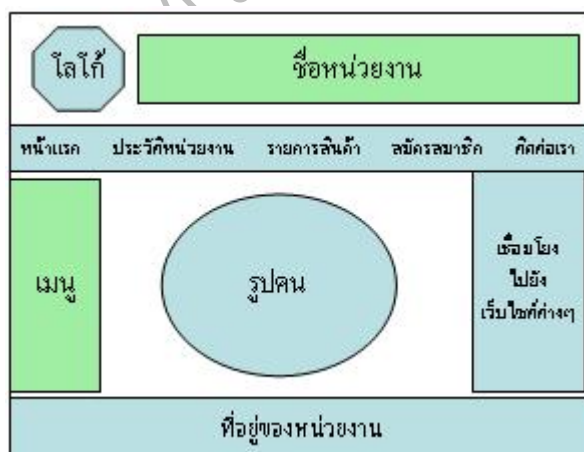 โลโก้
ชื่อหน่วยงาน
หน้าแรก ประวัติหน่วยงาน รายการสินค้า สมัครสมาชิก ติดต่อเรา
เมนู
รูปคน
เชื่อมโยง
ไปยัง
เว็บไซต์ต่างๆ
ที่อยู่ของหน่วยงาน